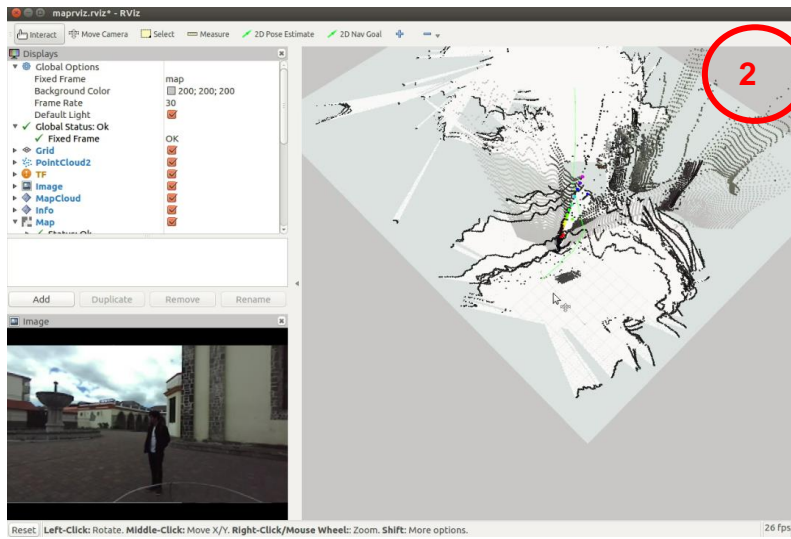 maprviz.rviz* - RViz
Interact Move Camera Select Measure 2D Pose Estimate 2D Nav Goal
2
Displays
Global Options
Fixed Frame map
Background Color 200; 200; 200
Frame Rate 30
Default Light
Global Status: Ok
Fixed Frame OK
Grid
PointCloud2
TF
Image
MapCloud
Info
Map
Status: Ok
Add Duplicate Remove Rename
Image
Reset Left-Click: Rotate. Middle-Click: Move X/Y. Right-Click/Mouse Wheel:: Zoom. Shift: More options. 26 fps